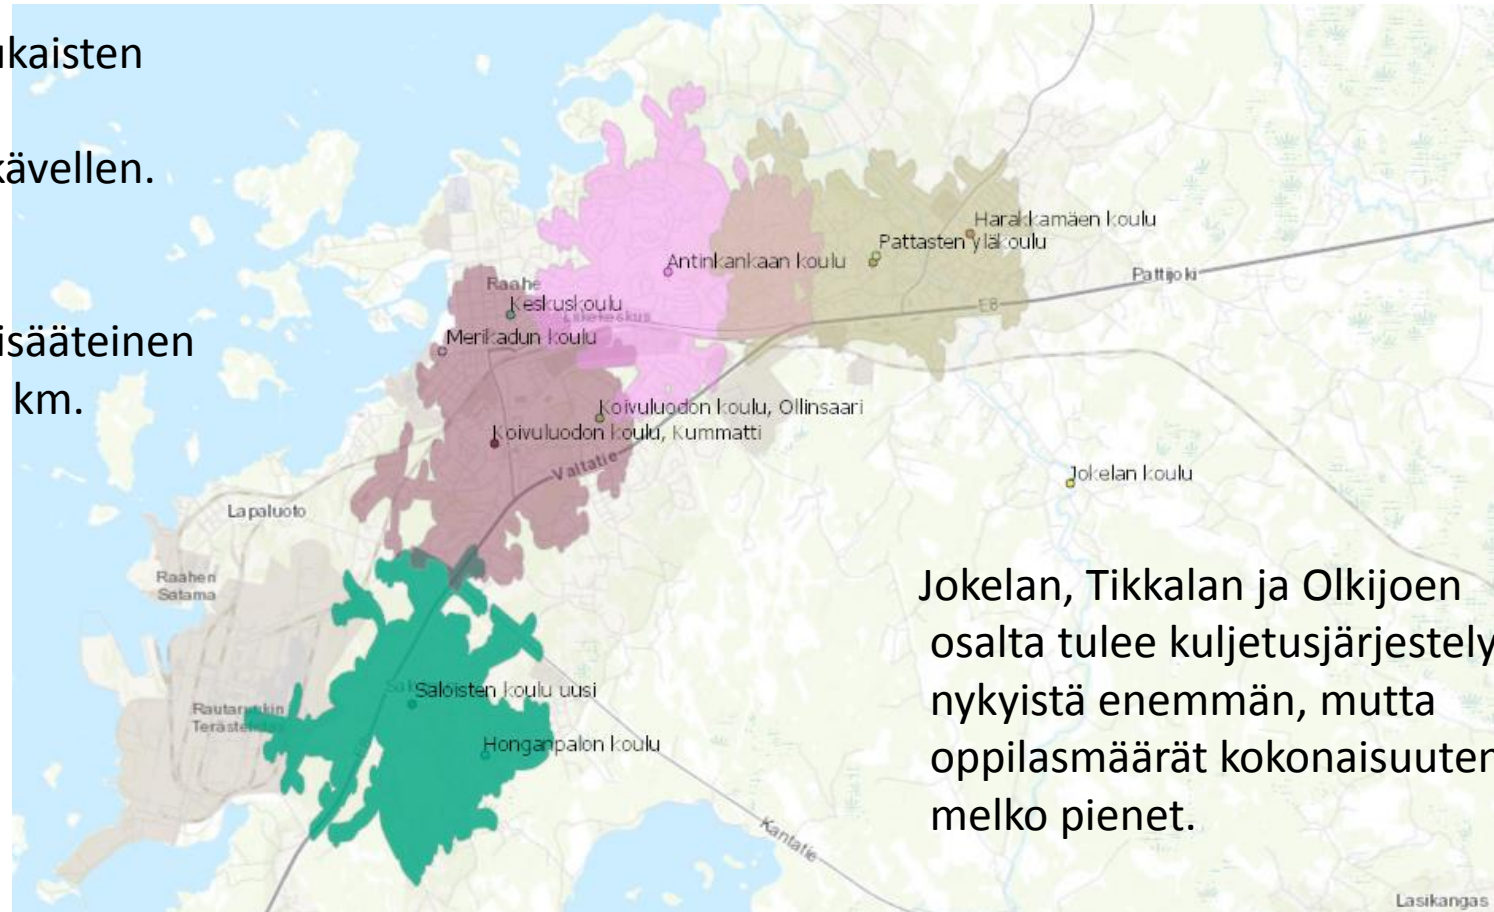 ukaisten
kävellen.
isääteinen
km.
Harakkamäen koulu
Pattasten yläkoulu
Antinkankaan koulu
Pattijoki
Raahe
Keskuskoulu
E8
Merikadun koulu
Koivuluodon koulu, Ollinsaari
Koivuluodon koulu, Kummatti
Valtatie
Jokelan koulu
Lapaluoto
Raahen
Satama
Saloisten koulu uusi
Honganpalon koulu
Kantatie
Lasikangas
Jokelan, Tikkalan ja Olkijoen
osalta tulee kuljetusjärjestely
nykyistä enemmän, mutta
oppilasmäärät kokonaisuuten
melko pienet.